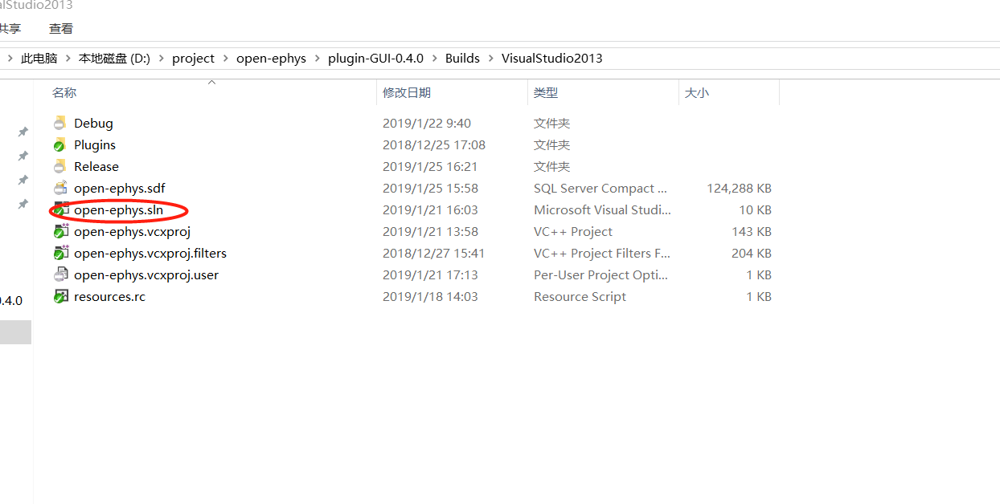 alStudio2013
共享 查看
此电脑 本地磁盘 (D:) project open-ephys plugin-GUI-0.4.0 Builds VisualStudio2013
名称 修改日期 类型 大小
Debug 2019/1/22 9:40 文件夹
Plugins 2018/12/25 17:08 文件夹
Release 2019/1/25 16:21 文件夹
open-ephys.sdf 2019/1/25 15:58 SQL Server Compact ... 124,288 KB
open-ephys.sln 2019/1/21 16:03 Microsoft Visual Studi... 10 KB
open-ephys.vcxproj 2019/1/21 13:58 VC++ Project 143 KB
open-ephys.vcxproj.filters 2018/12/27 15:41 VC++ Project Filters F... 204 KB
open-ephys.vcxproj.user 2019/1/21 17:13 Per-User Project Opti... 1 KB
resources.rc 2019/1/18 14:03 Resource Script 1 KB
.4.0